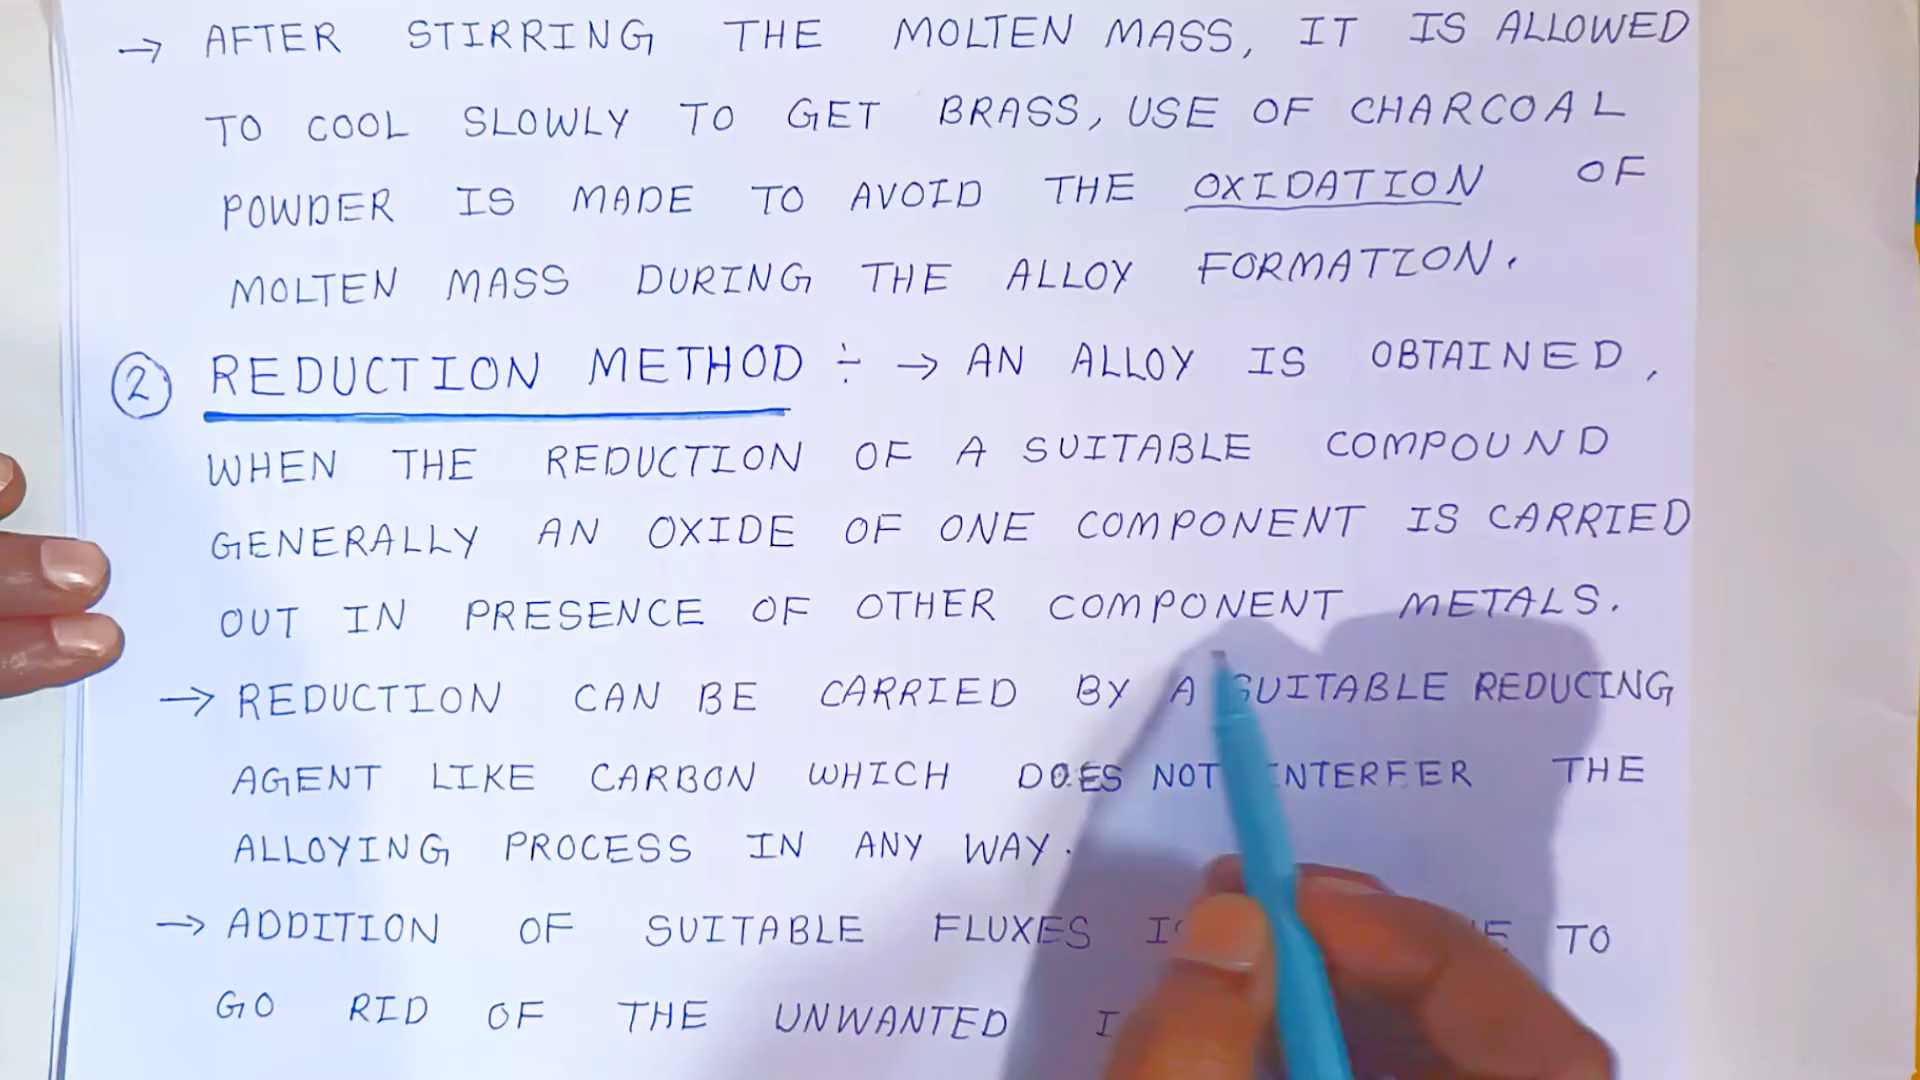 → AFTER STIRRING THE MOLTEN MASS, IT IS ALLOWED
TO COOL SLOWLY TO GET BRASS, USE OF CHARCOAL
POWDER IS MADE TO AVOID THE OXIDATION OF
MOLTEN MASS DURING THE ALLOY FORMATION.
② REDUCTION METHOD ÷ → AN ALLOY IS OBTAINED,
WHEN THE REDUCTION OF A SUITABLE COMPOUND
GENERALLY AN OXIDE OF ONE COMPONENT IS CARRIED
OUT IN PRESENCE OF OTHER COMPONENT METALS.
→ REDUCTION CAN BE CARRIED BY A SUITABLE REDUCING
AGENT LIKE CARBON WHICH DOES NOT INTERFER THE
ALLOYING PROCESS IN ANY WAY.
→ ADDITION OF SUITABLE FLUXES TO
GO RID OF THE UNWANTED